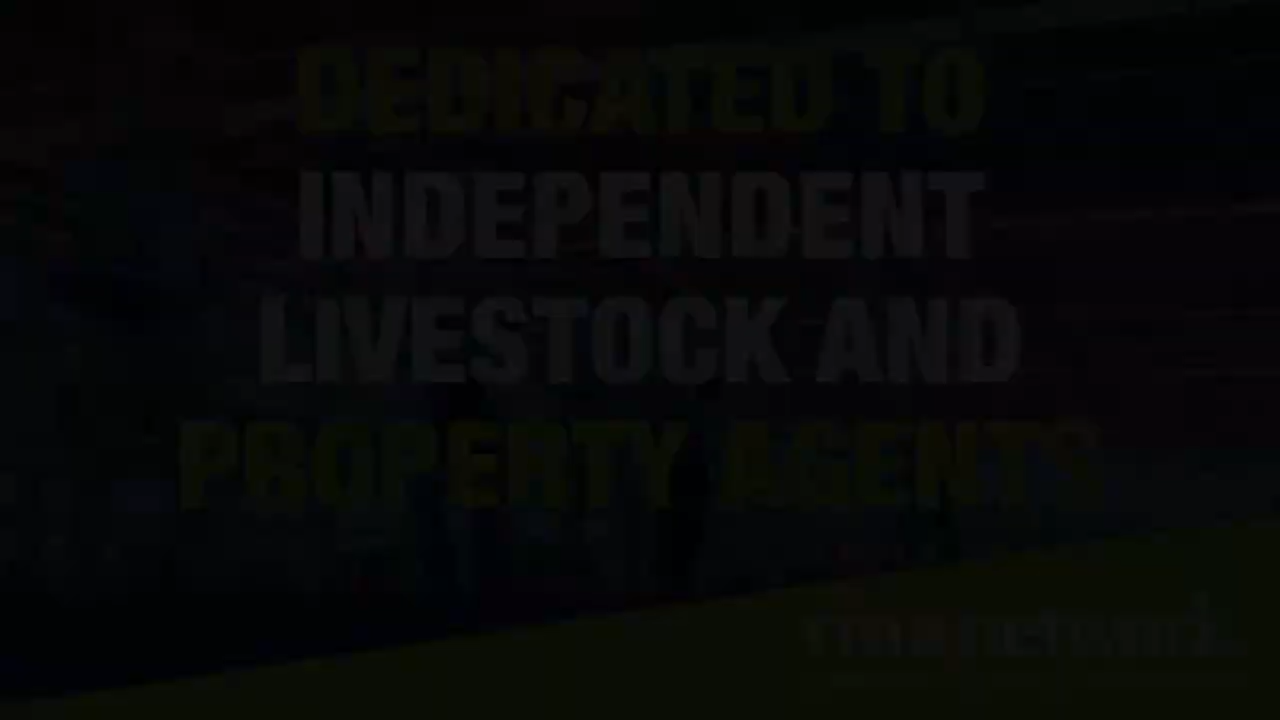 DEDICATED TO
INDEPENDENT
LIVESTOCK AND
PROPERTY AGENTS